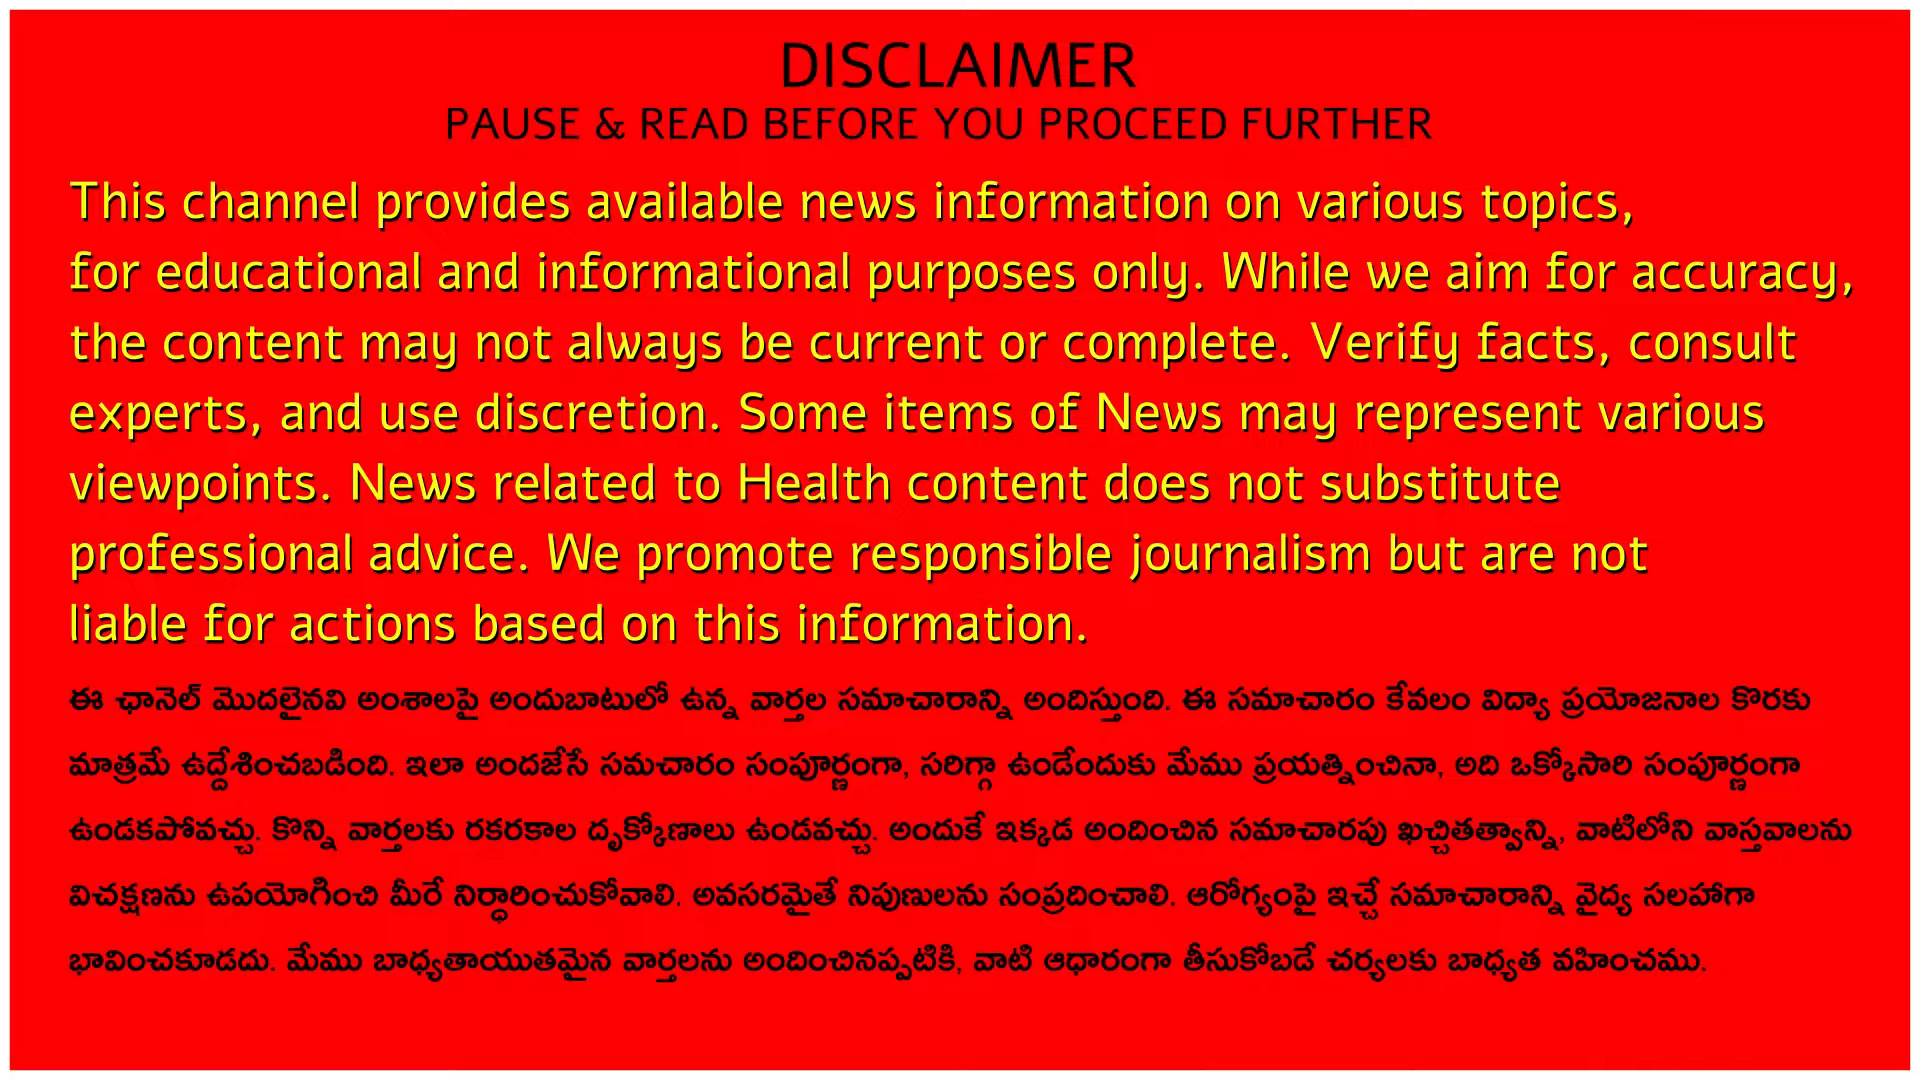 DISCLAIMER
PAUSE & READ BEFORE YOU PROCEED FURTHER
This channel provides available news information on various topics,
for educational and informational purposes only. While we aim for accuracy,
the content may not always be current or complete. Verify facts, consult
experts, and use discretion. Some items of News may represent various
viewpoints. News related to Health content does not substitute
professional advice. We promote responsible journalism but are not
liable for actions based on this information.
ఈ ఛానెల్ మొదలైనవి అంశాలపై అందుబాటులో ఉన్న వార్తల సమాచారాన్ని అందిస్తుంది. ఈ సమాచారం కేవలం విద్యా ప్రయోజనాల కొరకు
మాత్రమే ఉద్దేశించబడింది. ఇలా అందజేసే సమచారం సంపూర్ణంగా, సరిగ్గా ఉండేందుకు మేము ప్రయత్నించినా, అది ఒక్కోసారి సంపూర్ణంగా
ఉండకపోవచ్చు. కొన్ని వార్తలకు రకరకాల దృక్కోణాలు ఉండవచ్చు. అందుకే ఇక్కడ అందించిన సమాచారపు ఖచ్చితత్వాన్ని, వాటిలోని వాస్తవాలను
విచక్షణను ఉపయోగించి మీరే నిర్ధారించుకోవాలి. అవసరమైతే నిపుణులను సంప్రదించాలి. ఆరోగ్యంపై ఇచ్చే సమాచారాన్ని వైద్య సలహాగా
భావించకూడదు. మేము బాధ్యతాయుతమైన వార్తలను అందించినప్పటికి, వాటి ఆధారంగా తీసుకోబడే చర్యలకు బాధ్యత వహించము.